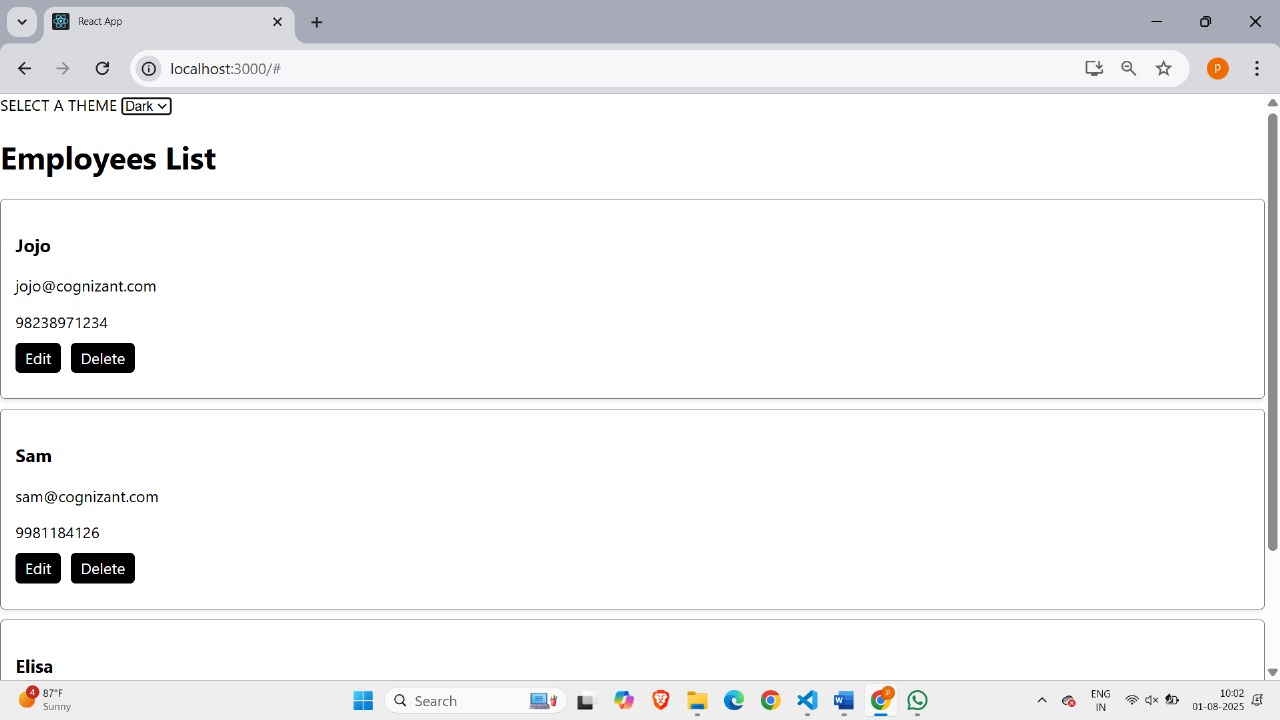 React App
localhost:3000/#
P
SELECT A THEME Dark
Employees List
Jojo
jojo@cognizant.com
98238971234
Edit Delete
Sam
sam@cognizant.com
9981184126
Edit Delete
Elisa
4
87°F
Sunny
Search
W
P
ENG
IN
10:02
01-08-2025